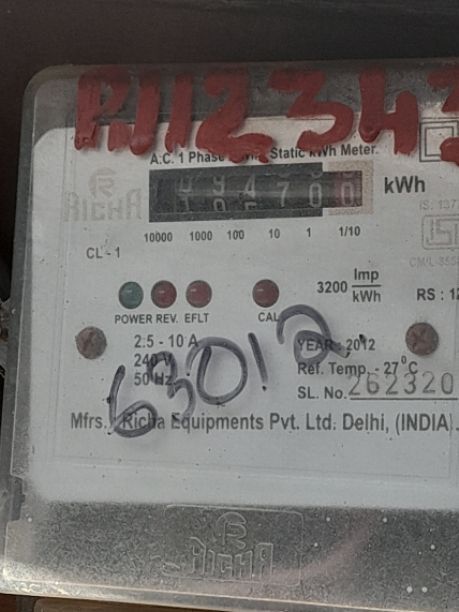 A.C. 1 Phase Static kWh Meter.
RICHA
kWh
10000 1000 100 10 1 1/10
CL - 1
3200 Imp/kWh
POWER REV. EFLT CAL
2.5 - 10 A
YEAR : 2012
240 V
Ref. Temp. - 27°C
50 Hz.
SL. No. 262320
63012
Mfrs. Richa Equipments Pvt. Ltd. Delhi, (INDIA).
RICHA